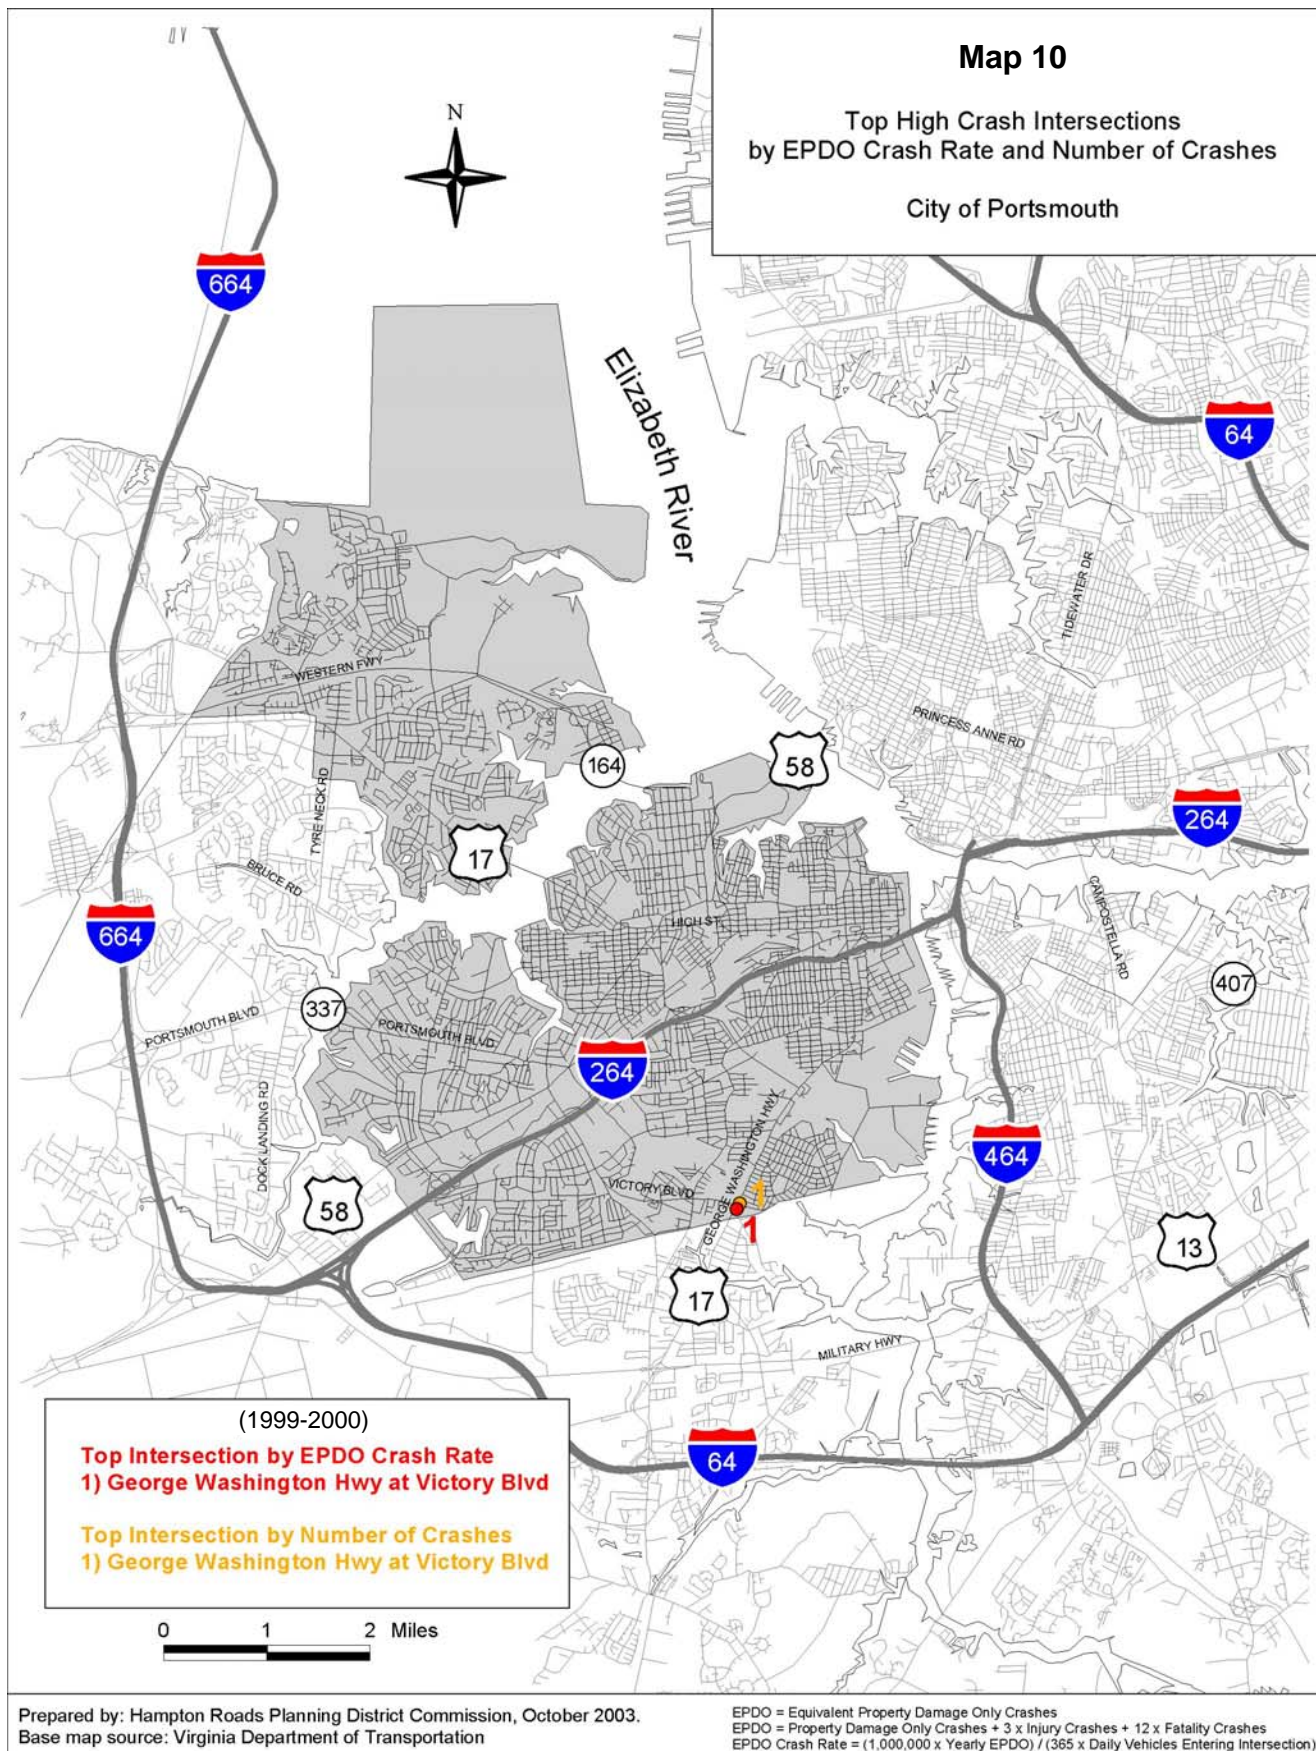 Map 10
Top High Crash Intersections
by EPDO Crash Rate and Number of Crashes
City of Portsmouth
N
664
Elizabeth River
64
TIDEWATER DR
WESTERN FWY
PRINCESS ANNE RD
164
58
264
TYRE NECK RD
17
BRUCE RD
CAMPOSTELLA RD
HIGH ST
664
407
337
PORTSMOUTH BLVD
PORTSMOUTH BLVD
264
DOCK LANDING RD
GEORGE WASHINGTON HWY
464
VICTORY BLVD
1
1
58
13
17
MILITARY HWY
64
(1999-2000)
Top Intersection by EPDO Crash Rate
1) George Washington Hwy at Victory Blvd
Top Intersection by Number of Crashes
1) George Washington Hwy at Victory Blvd
0 1 2 Miles
Prepared by: Hampton Roads Planning District Commission, October 2003.
Base map source: Virginia Department of Transportation
EPDO = Equivalent Property Damage Only Crashes
EPDO = Property Damage Only Crashes + 3 x Injury Crashes + 12 x Fatality Crashes
EPDO Crash Rate = (1,000,000 x Yearly EPDO) / (365 x Daily Vehicles Entering Intersection)